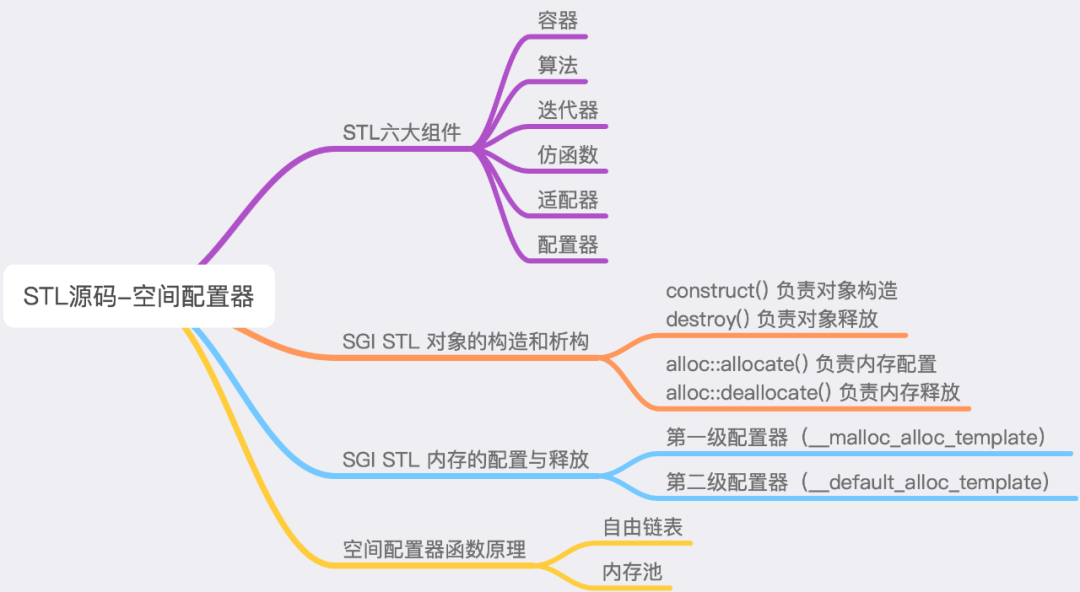 容器
算法
迭代器
STL六大组件
仿函数
适配器
配置器
STL源码-空间配置器
construct() 负责对象构造
destroy() 负责对象释放
SGI STL 对象的构造和析构
alloc::allocate() 负责内存配置
alloc::deallocate() 负责内存释放
第一级配置器（__malloc_alloc_template）
SGI STL 内存的配置与释放
第二级配置器（__default_alloc_template）
自由链表
空间配置器函数原理
内存池